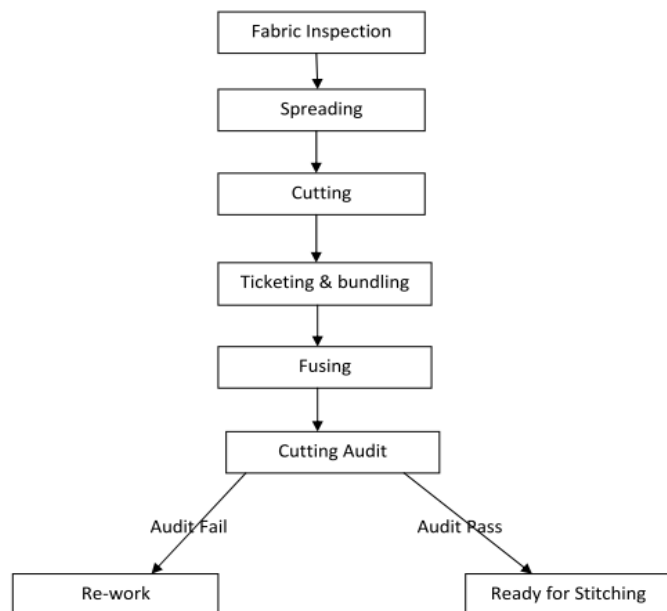 Fabric Inspection
Spreading
Cutting
Ticketing & bundling
Fusing
Cutting Audit
Audit Fail
Audit Pass
Re-work
Ready for Stitching